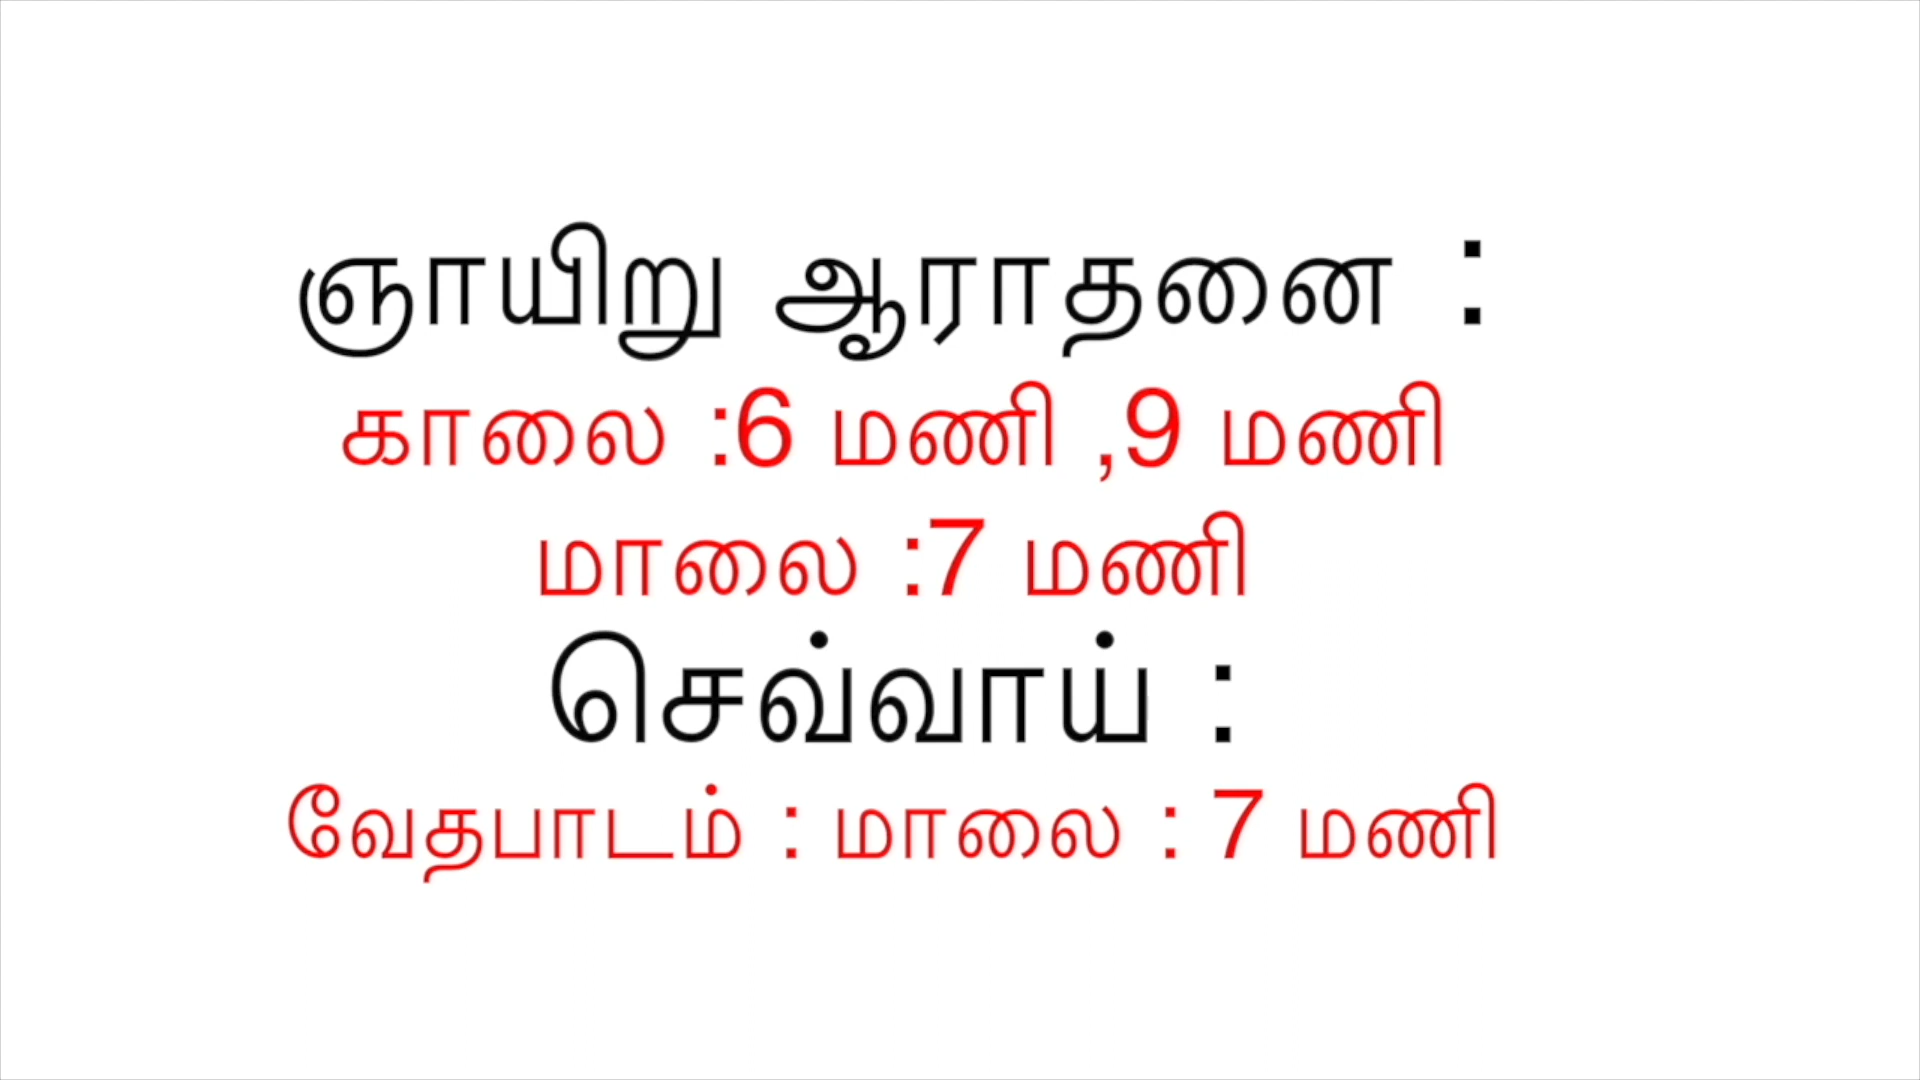 ஞாயிறு ஆராதனை :
காலை :6 மணி ,9 மணி
மாலை :7 மணி
செவ்வாய் :
வேதபாடம் : மாலை : 7 மணி